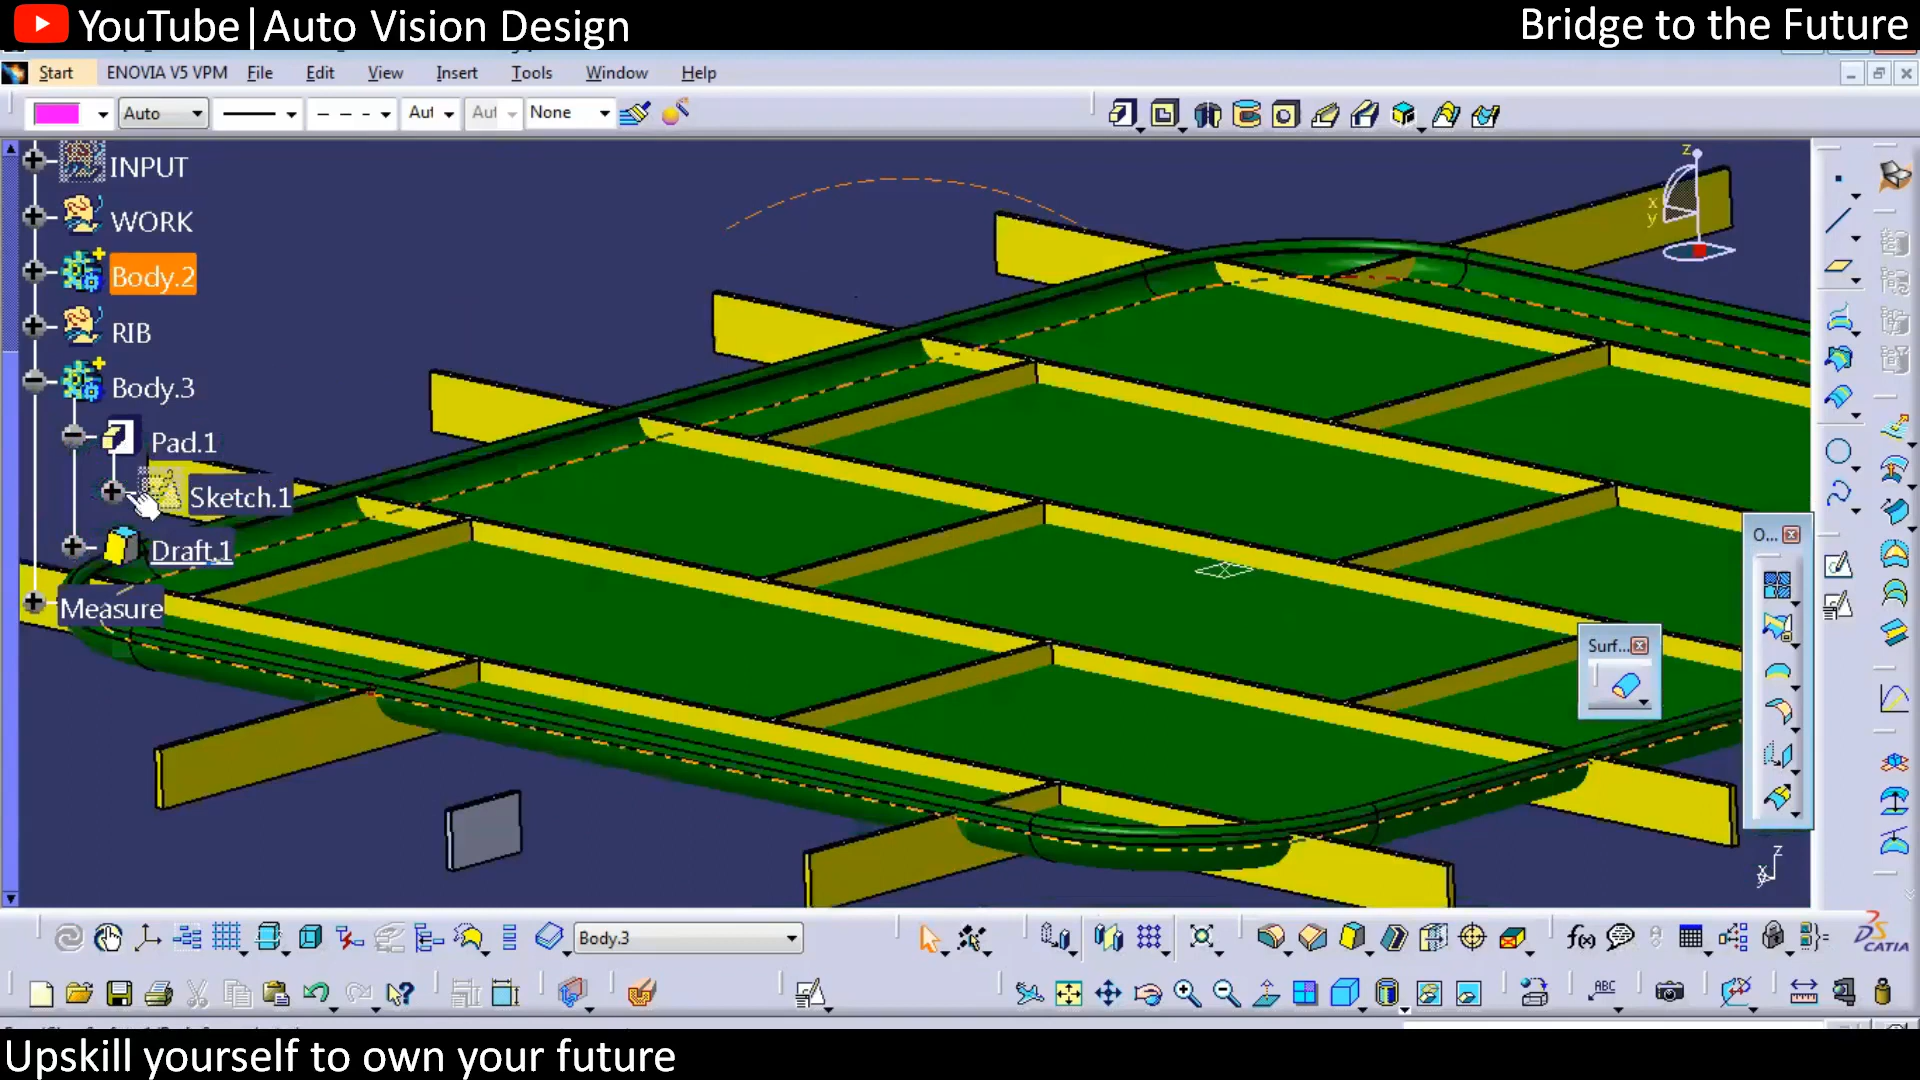 YouTube|Auto Vision Design
Bridge to the Future
Start ENOVIA V5 VPM File Edit View Insert Tools Window Help
Auto Aut Aut None
INPUT
WORK
Body.2
RIB
Body.3
Pad.1
Sketch.1
Draft.1
Measure
z
x
y
O...
Surf...
z
x
y
Body.3
f(x)
ABC
CATIA
Upskill yourself to own your future